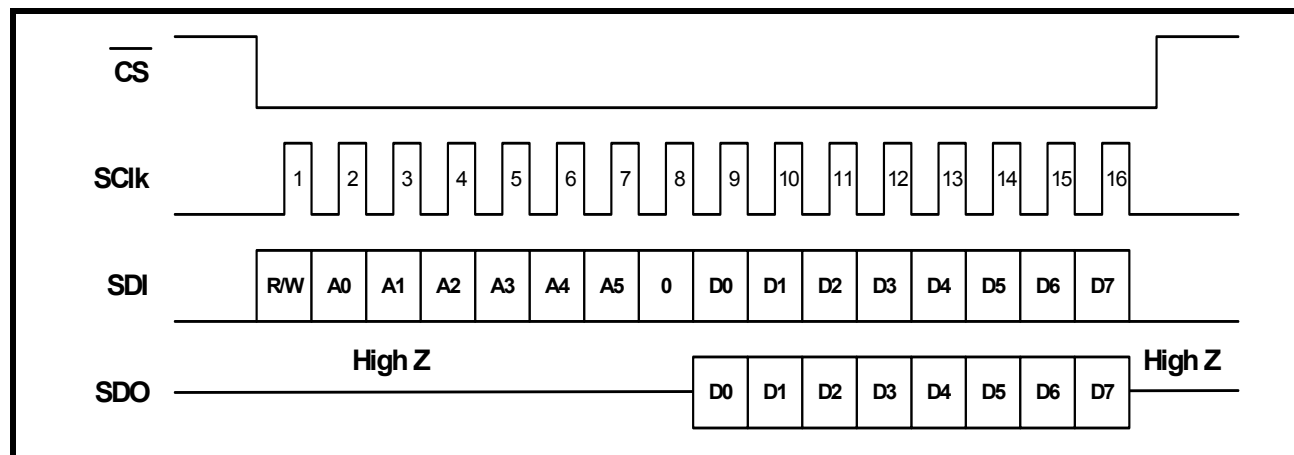 CS
SClk 1 2 3 4 5 6 7 8 9 10 11 12 13 14 15 16
SDI R/W A0 A1 A2 A3 A4 A5 0 D0 D1 D2 D3 D4 D5 D6 D7
High Z High Z
SDO D0 D1 D2 D3 D4 D5 D6 D7